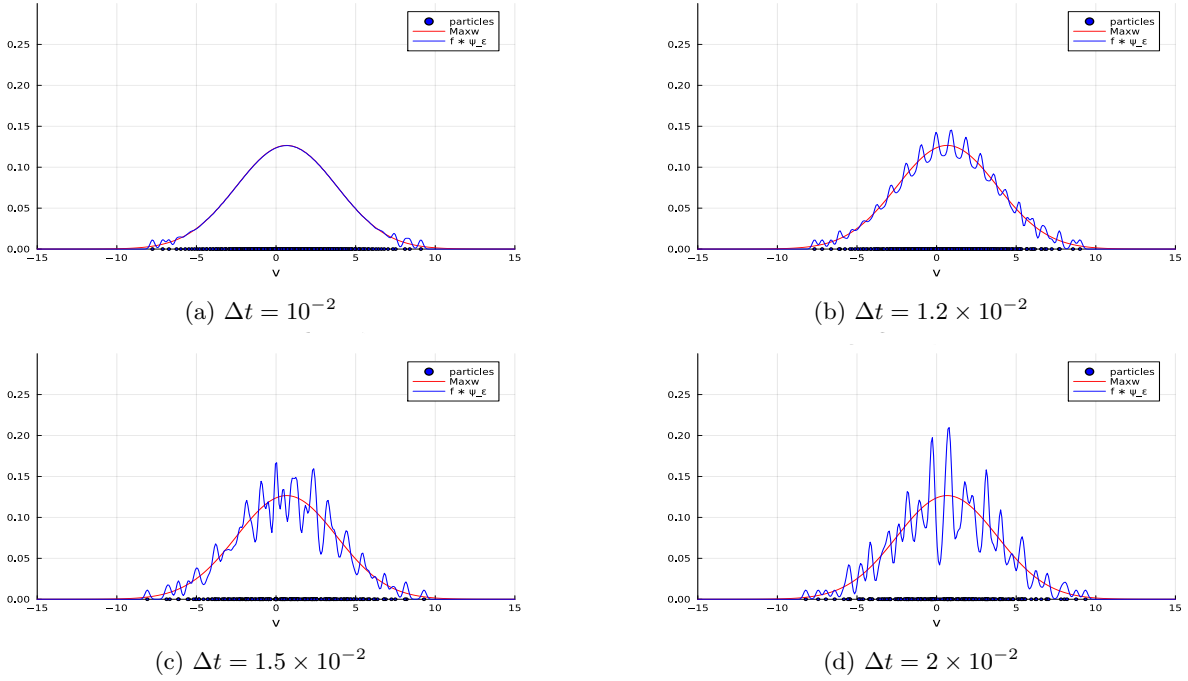 particles
Maxw
f ∗ ψ_ε
0.25
0.20
0.15
0.10
0.05
0.00
−15 −10 −5 0 5 10 15
v
(a) Δt = 10⁻²
particles
Maxw
f ∗ ψ_ε
0.25
0.20
0.15
0.10
0.05
0.00
−15 −10 −5 0 5 10 15
v
(b) Δt = 1.2 × 10⁻²
particles
Maxw
f ∗ ψ_ε
0.25
0.20
0.15
0.10
0.05
0.00
−15 −10 −5 0 5 10 15
v
(c) Δt = 1.5 × 10⁻²
particles
Maxw
f ∗ ψ_ε
0.25
0.20
0.15
0.10
0.05
0.00
−15 −10 −5 0 5 10 15
v
(d) Δt = 2 × 10⁻²